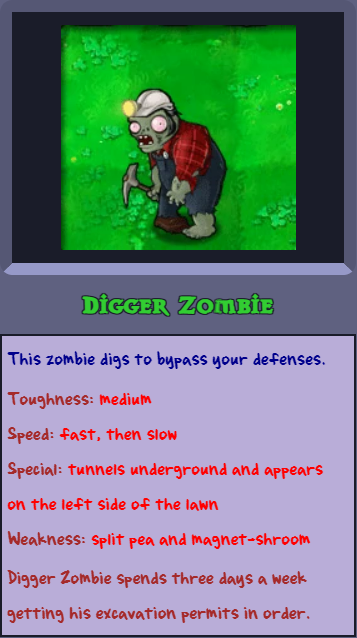 Digger Zombie
This zombie digs to bypass your defenses.
Toughness: medium
Speed: fast, then slow
Special: tunnels underground and appears
on the left side of the lawn
Weakness: split pea and magnet-shroom
Digger Zombie spends three days a week
getting his excavation permits in order.